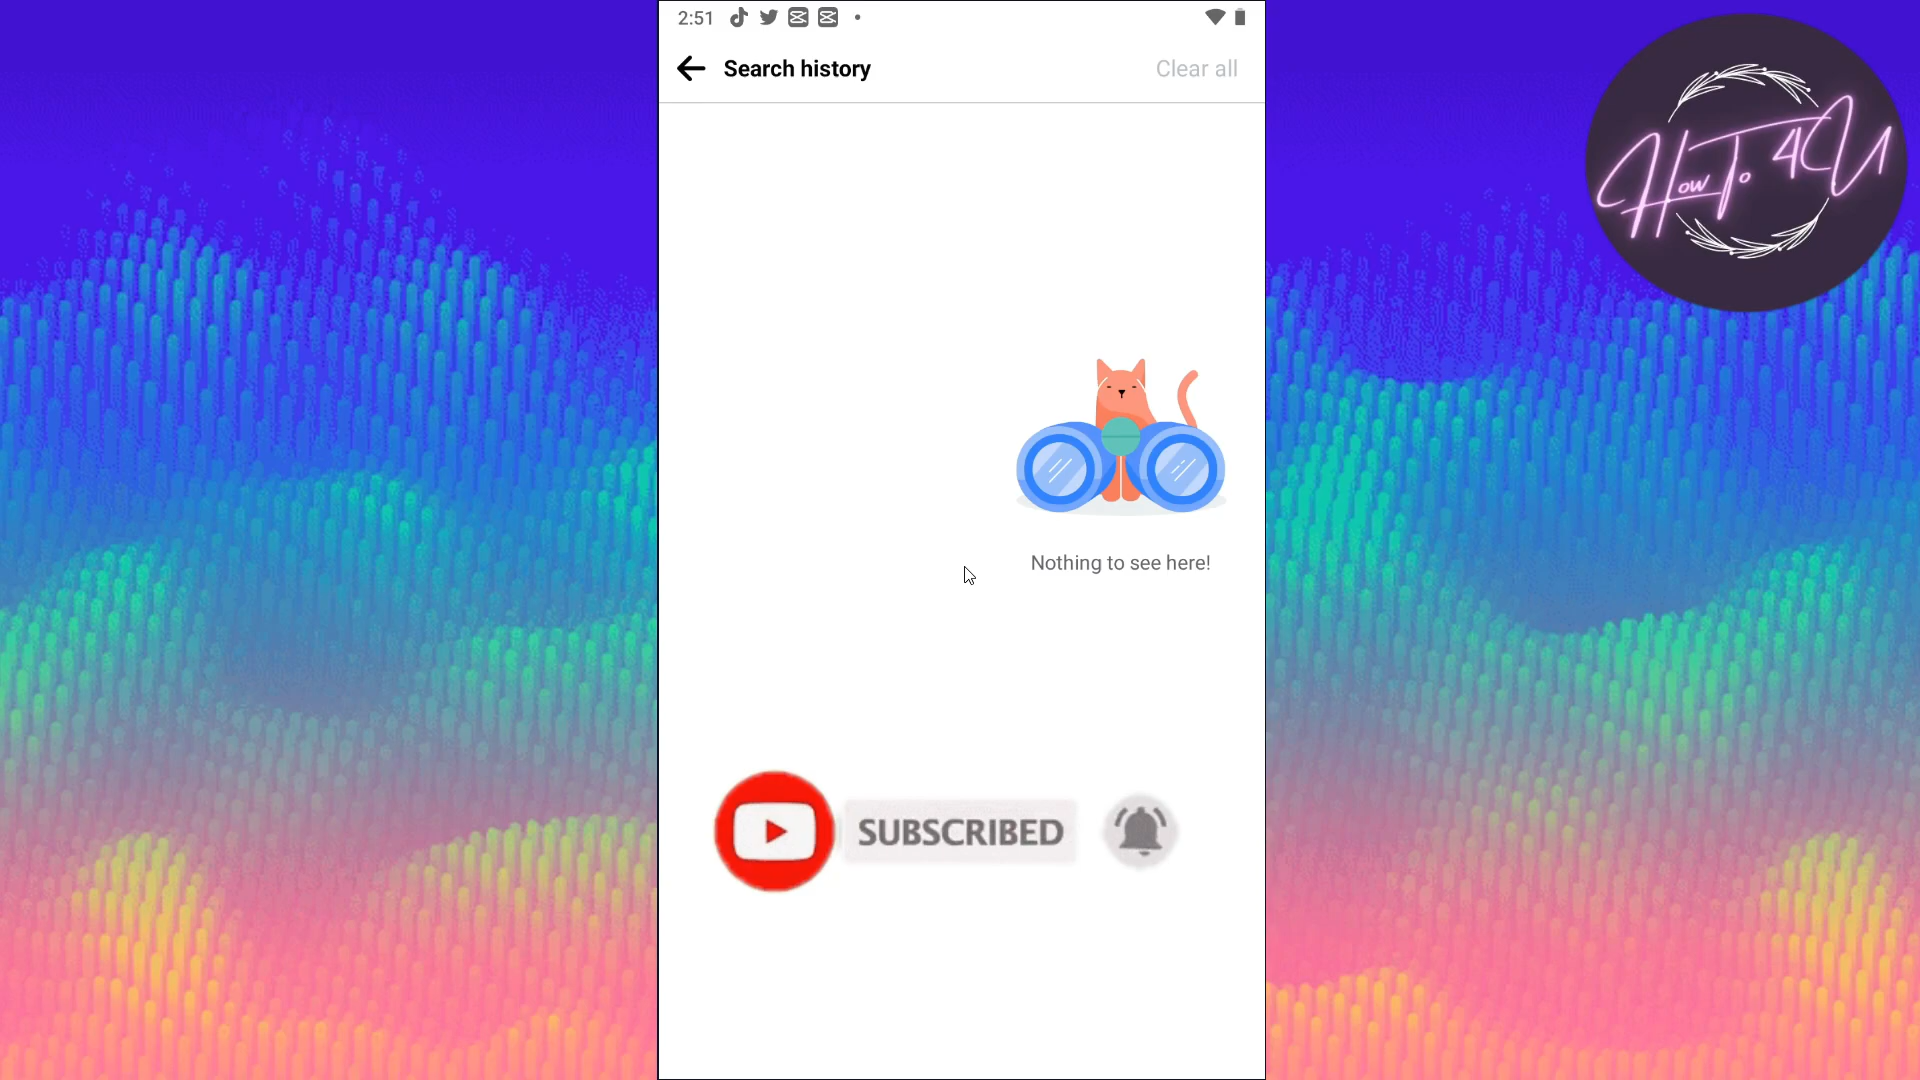 2:51
Search history
Clear all
How To 4U
Nothing to see here!
SUBSCRIBED